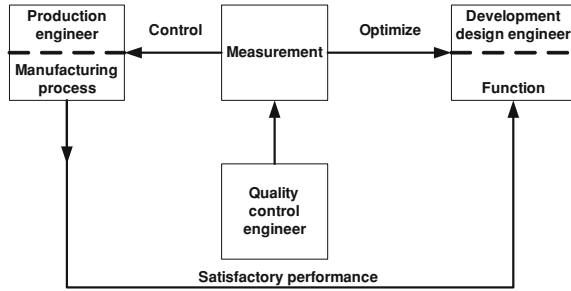 Production
engineer
Manufacturing
process
Control
Measurement
Optimize
Development
design engineer
Function
Quality
control
engineer
Satisfactory performance